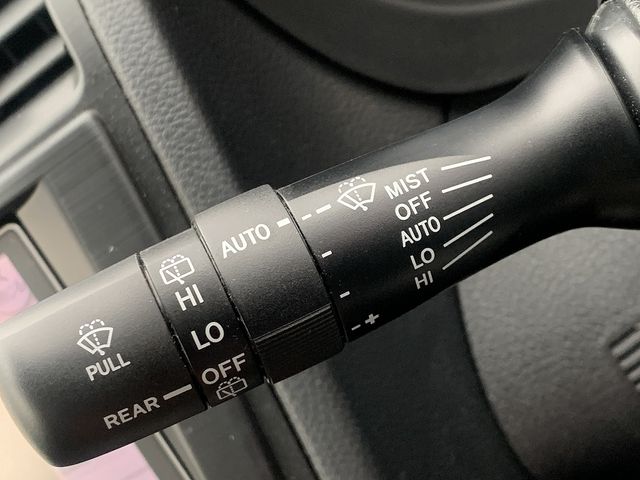 MIST
OFF
AUTO
LO
HI
AUTO
- +
HI
LO
OFF
PULL
REAR